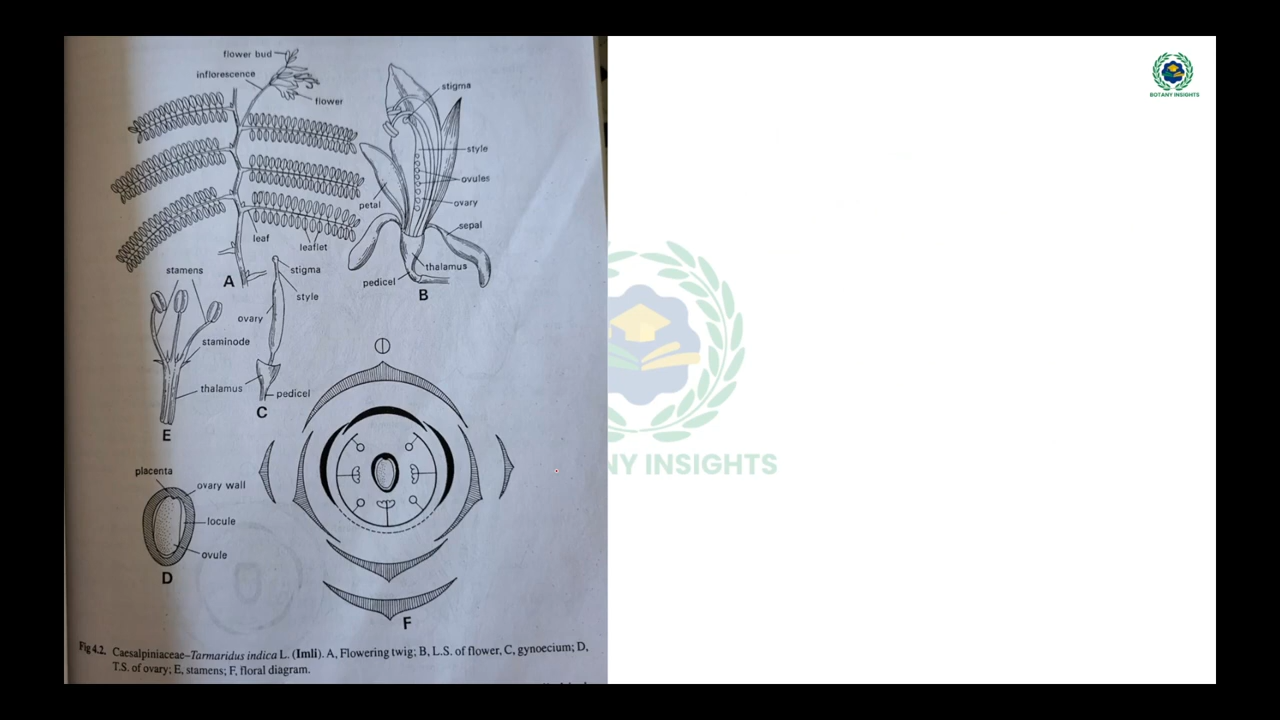 flower bud
inflorescence
flower
leaf
leaflet
A
stigma
style
ovules
ovary
petal
sepal
thalamus
pedicel
B
stamens
staminode
thalamus
E
stigma
style
ovary
pedicel
C
placenta
ovary wall
locule
ovule
D
F
Fig 4.2. Caesalpiniaceae–Tarmaridus indica L. (Imli). A, Flowering twig; B, L.S. of flower, C, gynoecium; D,
T.S. of ovary; E, stamens; F, floral diagram.
BOTANY INSIGHTS
NY INSIGHTS